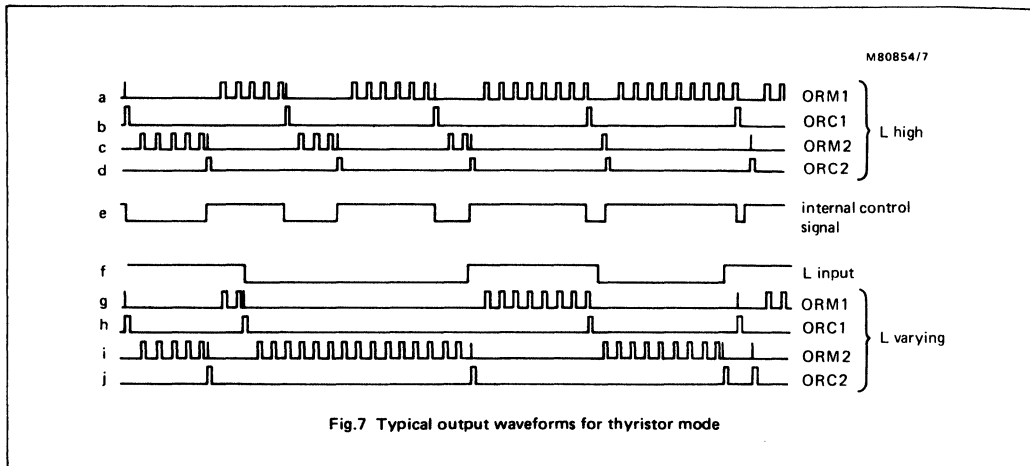 M80854/7
a ORM1
b ORC1
c ORM2
d ORC2
L high
e internal control
signal
f L input
g ORM1
h ORC1
i ORM2
j ORC2
L varying
Fig.7 Typical output waveforms for thyristor mode